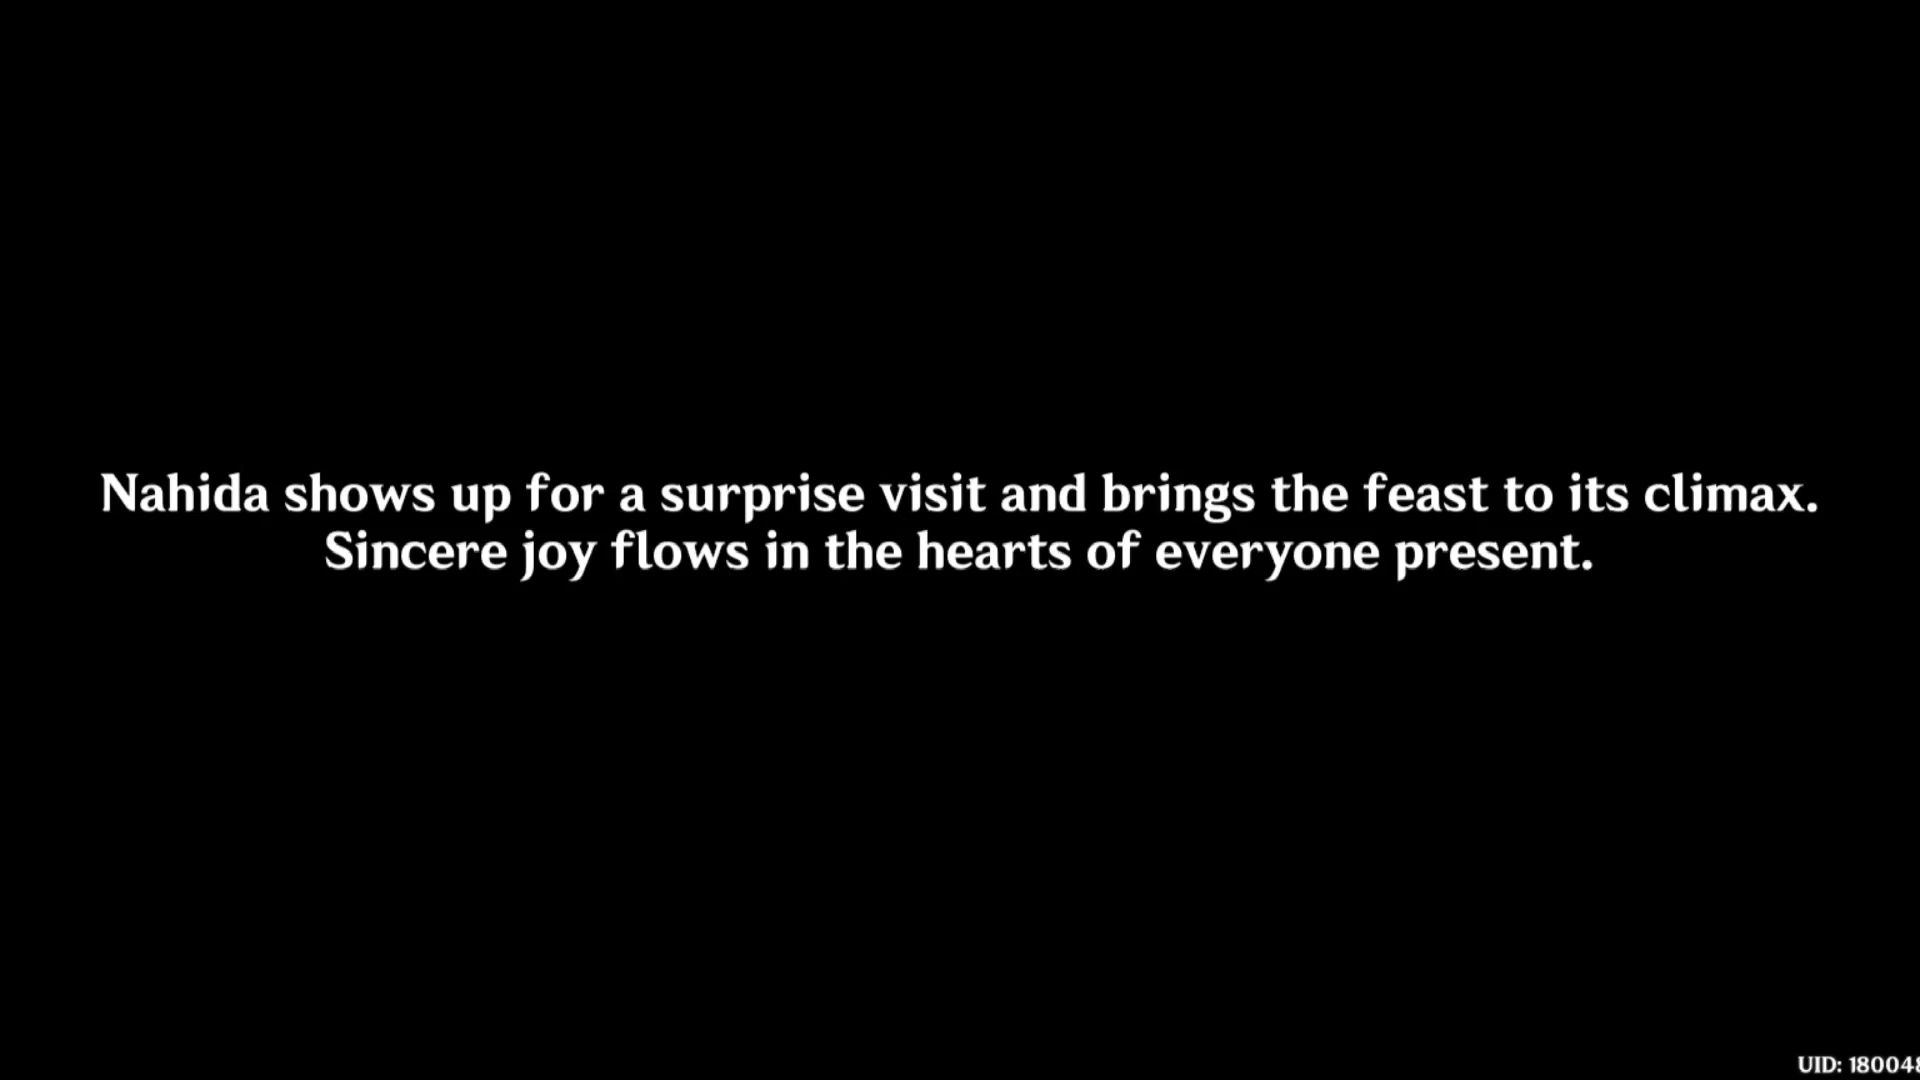 Nahida shows up for a surprise visit and brings the feast to its climax.
Sincere joy flows in the hearts of everyone present.
UID: 180048